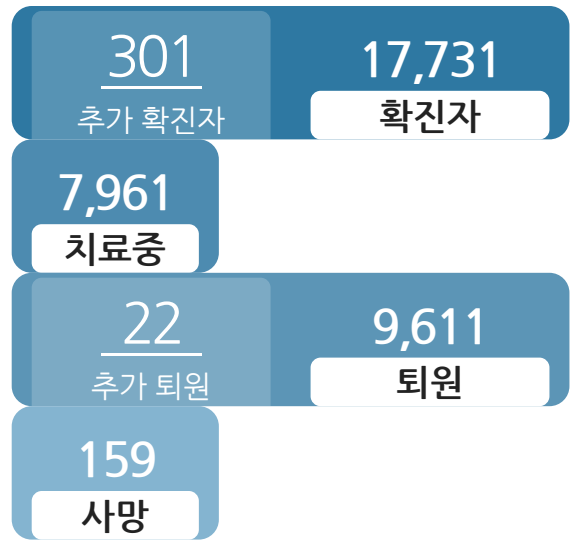 301
추가 확진자
17,731
확진자
7,961
치료중
22
추가 퇴원
9,611
퇴원
159
사망